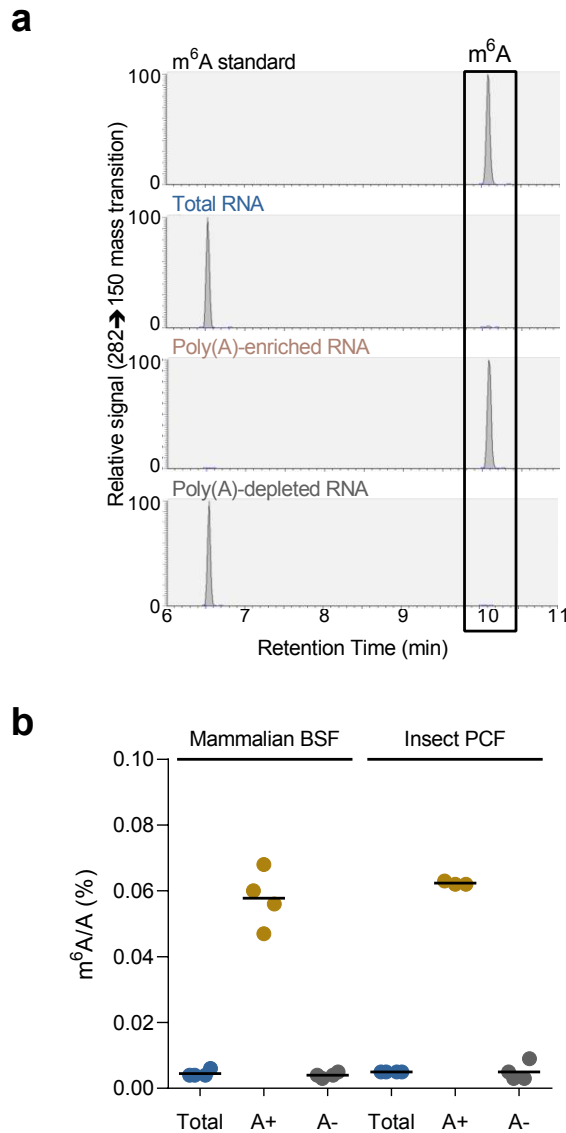 a
m⁶A standard
m⁶A
100
0
Total RNA
100
0
Poly(A)-enriched RNA
100
0
Poly(A)-depleted RNA
100
0
6 7 8 9 10 11
Retention Time (min)
Relative signal (282➔150 mass transition)
b
Mammalian BSF Insect PCF
0.10
0.08
0.06
0.04
0.02
0.00
m⁶A/A (%)
Total A+ A- Total A+ A-